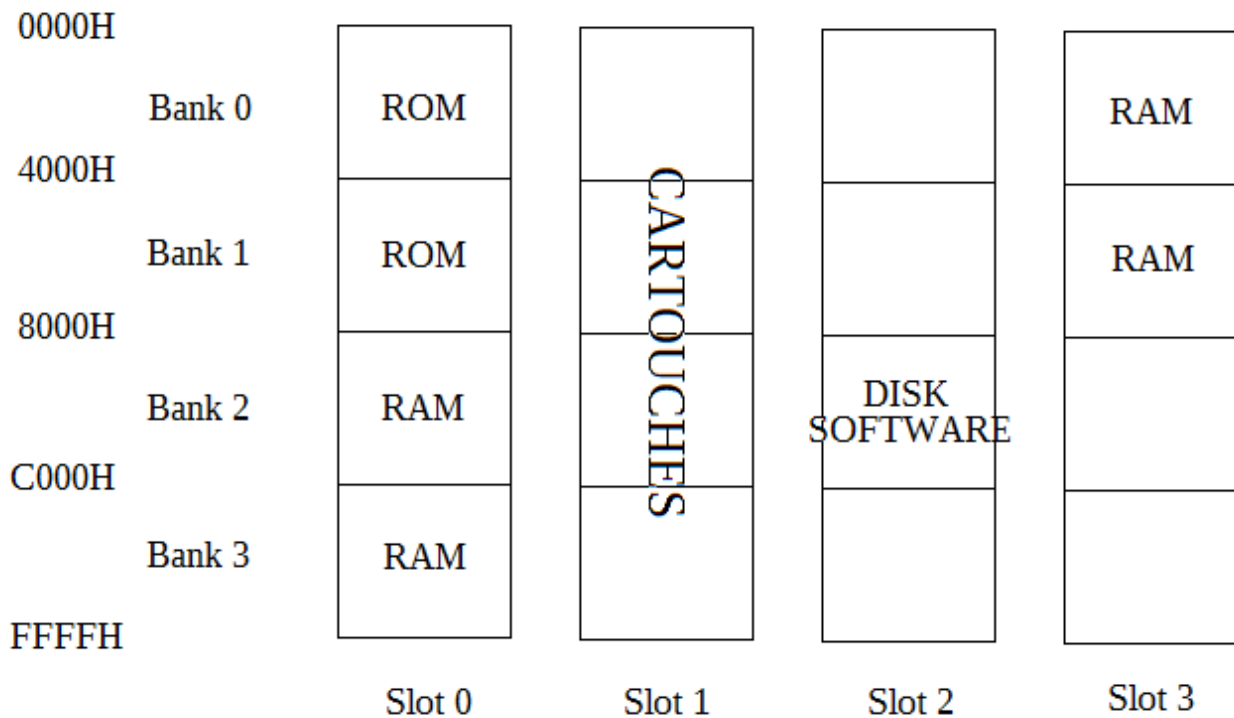 0000H
Bank 0 ROM RAM
4000H
Bank 1 ROM RAM
CARTOUCHES
8000H
Bank 2 RAM DISK
SOFTWARE
C000H
Bank 3 RAM
FFFFH
Slot 0 Slot 1 Slot 2 Slot 3